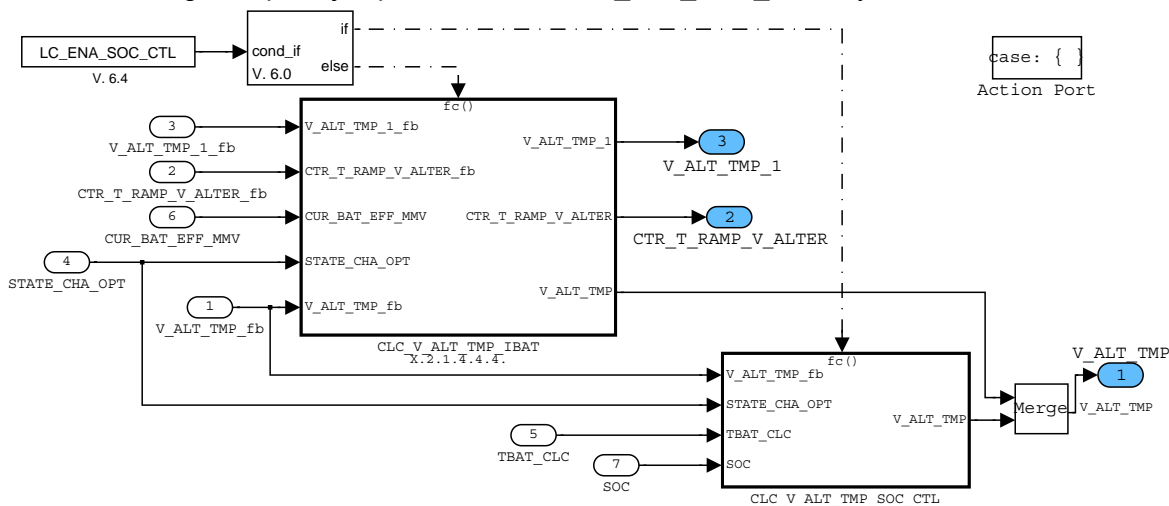 if
LC_ENA_SOC_CTL
cond_if
V. 6.4
V. 6.0
else
case: { }
Action Port
fc()
3
V_ALT_TMP_1_fb
V_ALT_TMP_1_fb
V_ALT_TMP_1
3
V_ALT_TMP_1
2
CTR_T_RAMP_V_ALTER_fb
CTR_T_RAMP_V_ALTER_fb
6
CUR_BAT_EFF_MMV
CUR_BAT_EFF_MMV
CTR_T_RAMP_V_ALTER
2
CTR_T_RAMP_V_ALTER
4
STATE_CHA_OPT
STATE_CHA_OPT
1
V_ALT_TMP_fb
V_ALT_TMP_fb
V_ALT_TMP
CLC_V_ALT_TMP_IBAT
X.2.1.4.4.4.
fc()
V_ALT_TMP_fb
STATE_CHA_OPT
V_ALT_TMP
5
TBAT_CLC
TBAT_CLC
7
SOC
SOC
CLC_V_ALT_TMP_SOC_CTL
Merge
V_ALT_TMP
1
V_ALT_TMP